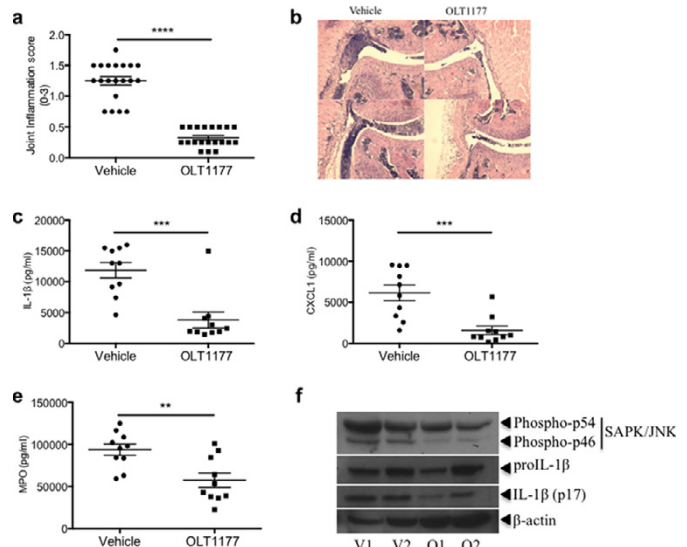 a
Joint Inflammation score
(0-3)
2.0
1.5
1.0
0.5
0.0
****
Vehicle
OLT1177
b
Vehicle
OLT1177
c
IL-1β (pg/ml)
20000
15000
10000
5000
0
***
Vehicle
OLT1177
d
CXCL1 (pg/ml)
15000
10000
5000
0
***
Vehicle
OLT1177
e
MPO (pg/ml)
150000
100000
50000
0
**
Vehicle
OLT1177
f
Phospho-p54
Phospho-p46
SAPK/JNK
proIL-1β
IL-1β (p17)
β-actin
V1 V2 O1 O2